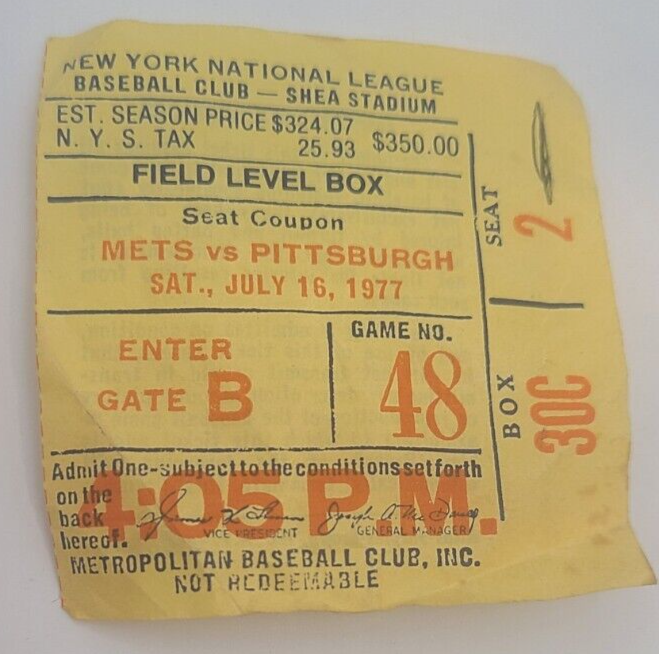 NEW YORK NATIONAL LEAGUE
BASEBALL CLUB — SHEA STADIUM
EST. SEASON PRICE $324.07
N. Y. S. TAX 25.93 $350.00
FIELD LEVEL BOX
Seat Coupon
METS vs PITTSBURGH
SAT., JULY 16, 1977
ENTER
GATE B
GAME NO.
48
SEAT 2
BOX 30C
Admit One-subject to the conditions set forth
on the
back
hereof.
4:05 P.M.
VICE PRESIDENT
GENERAL MANAGER
METROPOLITAN BASEBALL CLUB, INC.
NOT REDEEMABLE